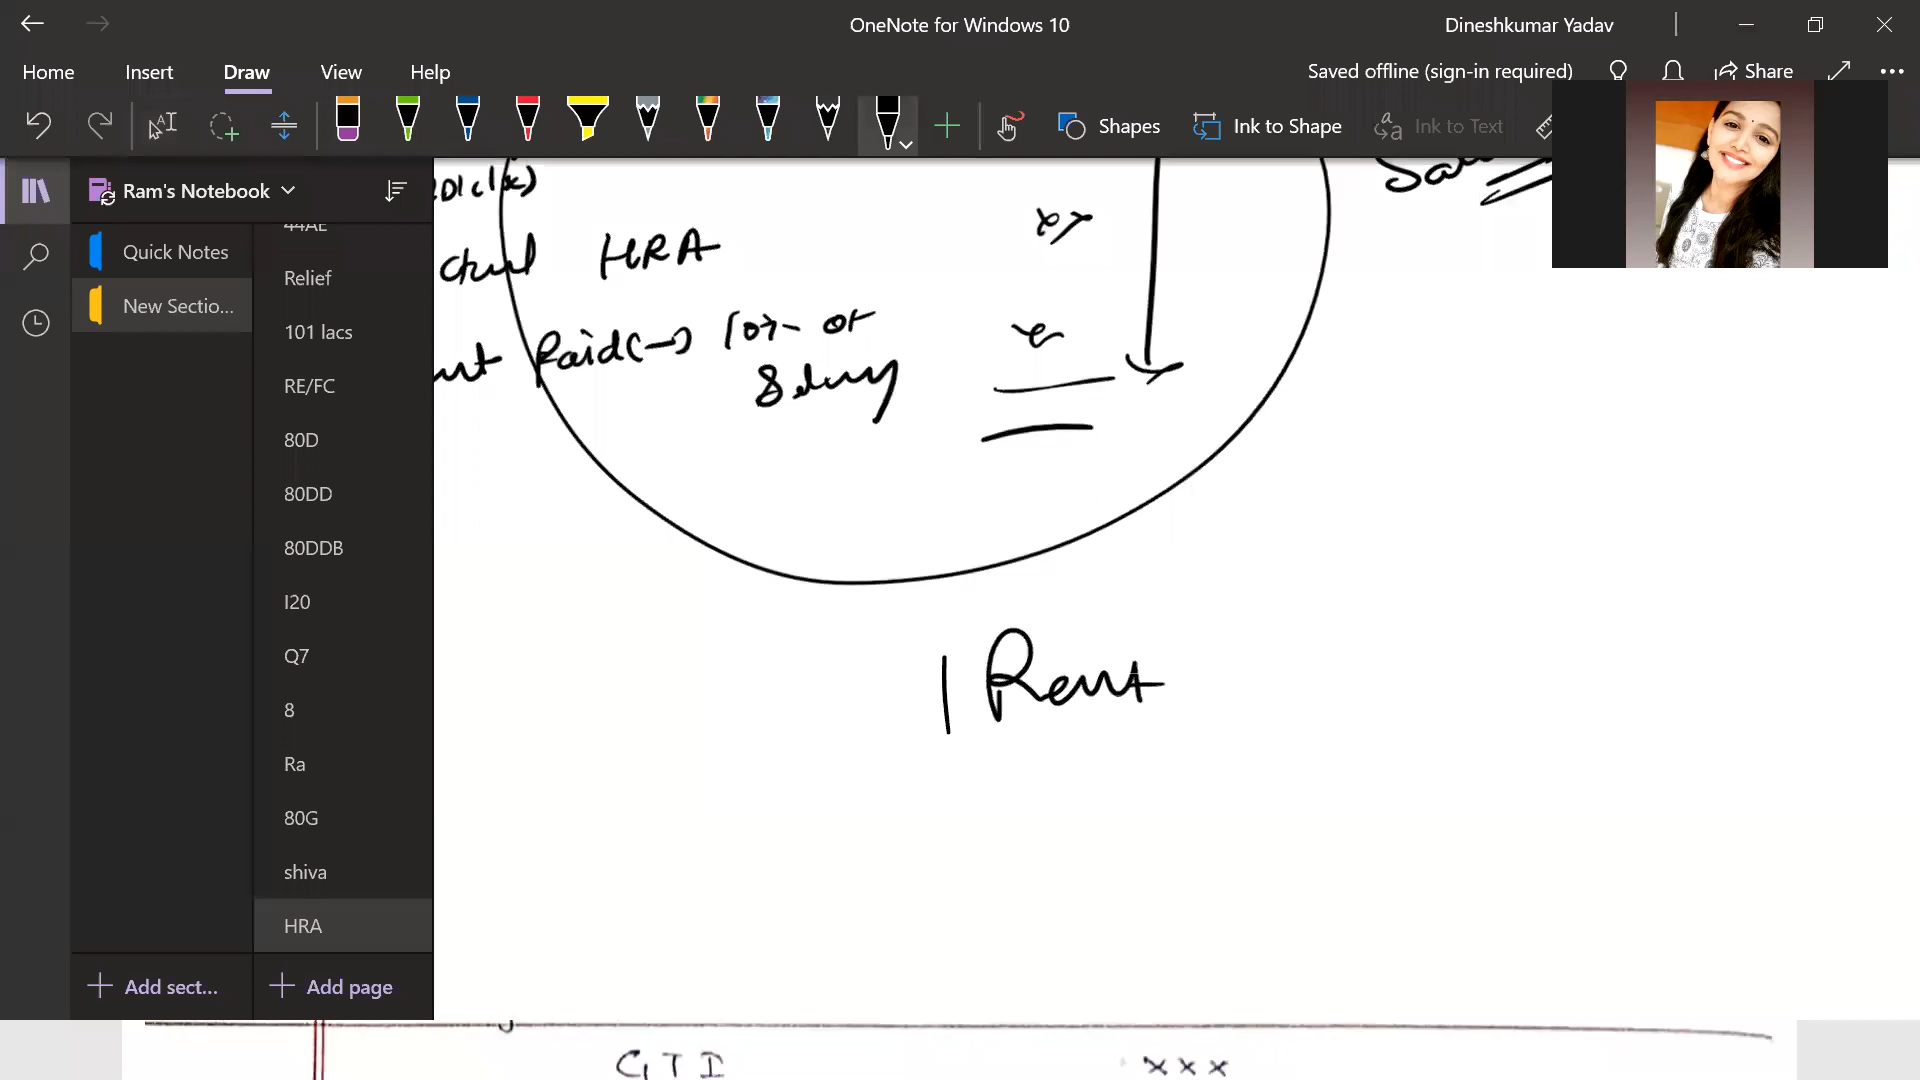 OneNote for Windows 10
Dineshkumar Yadav
Home Insert Draw View Help
Saved offline (sign-in required)
Share
Shapes
Ink to Shape
Ink to Text
Ram's Notebook
Quick Notes
New Sectio...
44AE
Relief
101 lacs
RE/FC
80D
80DD
80DDB
I20
Q7
8
Ra
80G
shiva
HRA
Add sect...
Add page
HRA
Paid (-) 10% of
Salary
Rent
GTI xxx